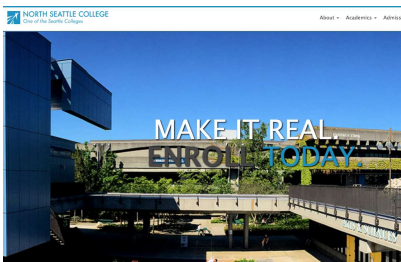 NORTH SEATTLE COLLEGE
One of the Seattle Colleges
About Academics Admiss
MAKE IT REAL.
ENROLL TODAY.